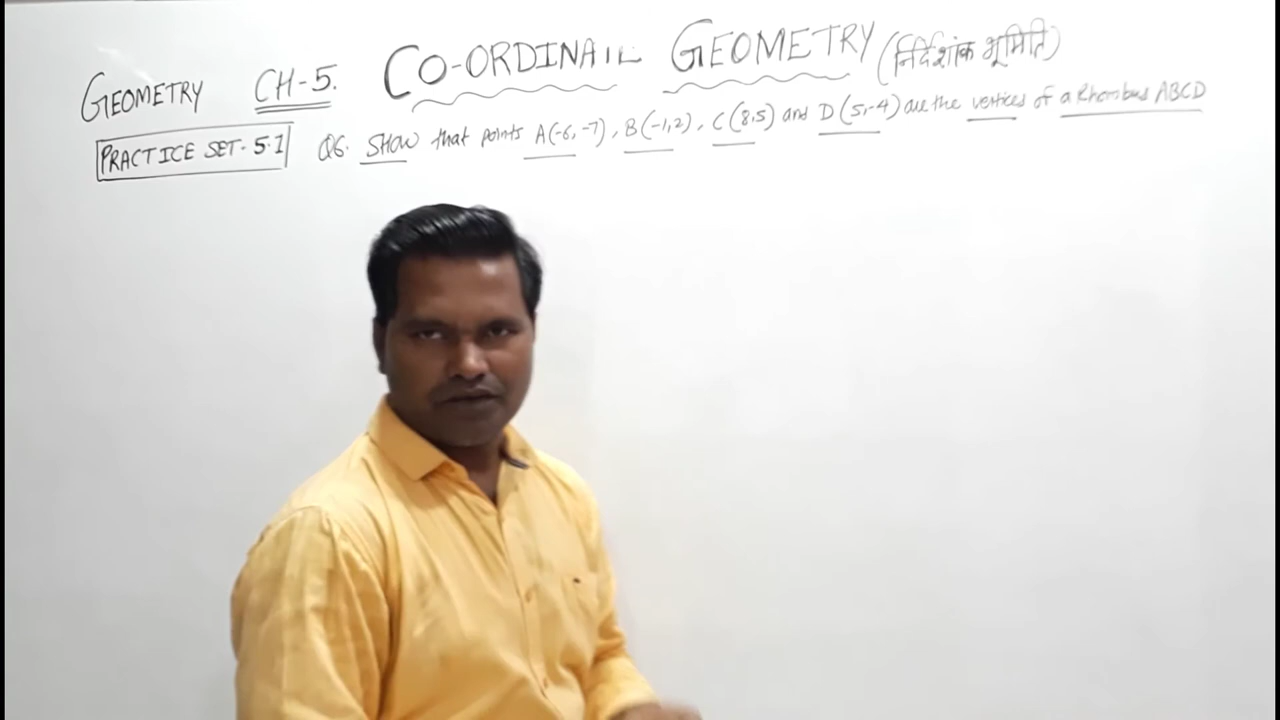 GEOMETRY CH-5. CO-ORDINATE GEOMETRY (निर्देशांक भूमिति)
PRACTICE SET-5.1 Q6. SHOW that points A(-6,-7), B(-1,2), C(8,5) and D(5,-4) are the vertices of a Rhombus ABCD